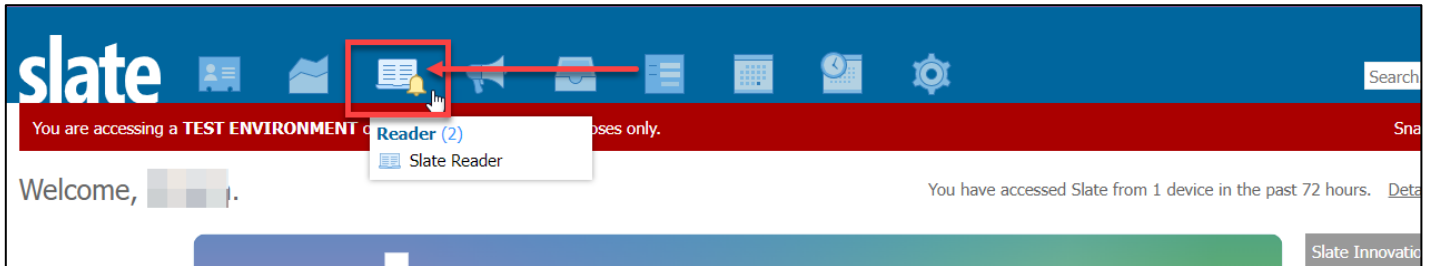 slate
Search
You are accessing a TEST ENVIRONMENT oses only.
Sna
Reader (2)
Slate Reader
Welcome, .
You have accessed Slate from 1 device in the past 72 hours. Deta
Slate Innovatio